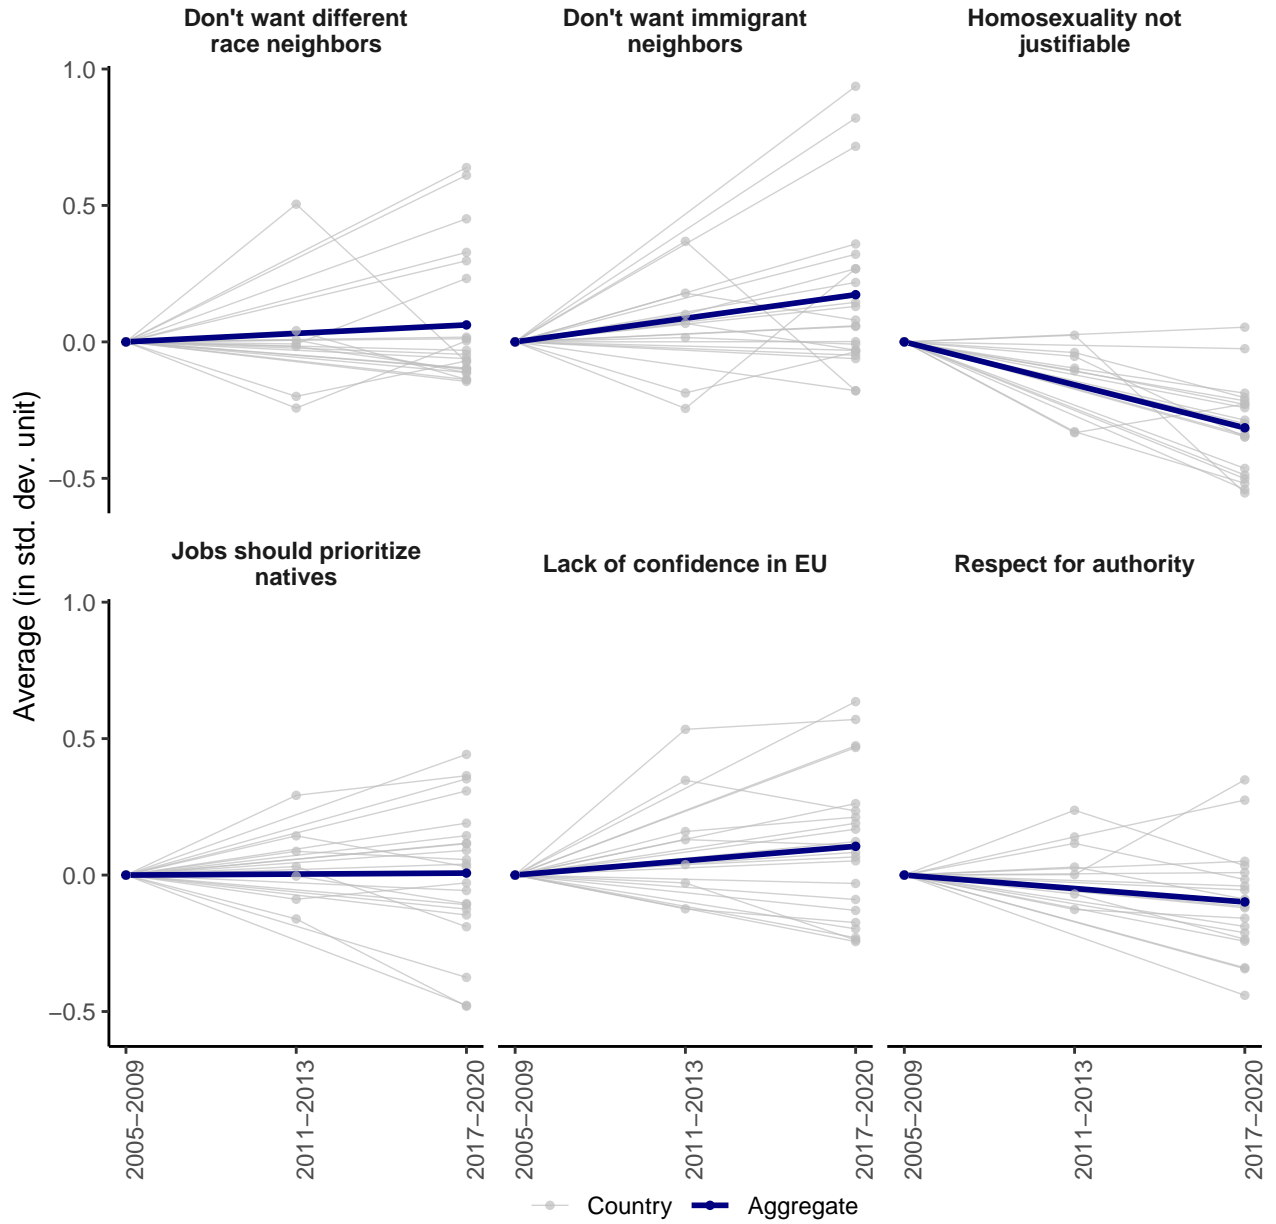 Don't want different
race neighbors
Don't want immigrant
neighbors
Homosexuality not
justifiable
1.0
0.5
0.0
−0.5
Average (in std. dev. unit)
Jobs should prioritize
natives
Lack of confidence in EU
Respect for authority
1.0
0.5
0.0
−0.5
2005–2009
2011–2013
2017–2020
2005–2009
2011–2013
2017–2020
2005–2009
2011–2013
2017–2020
Country
Aggregate